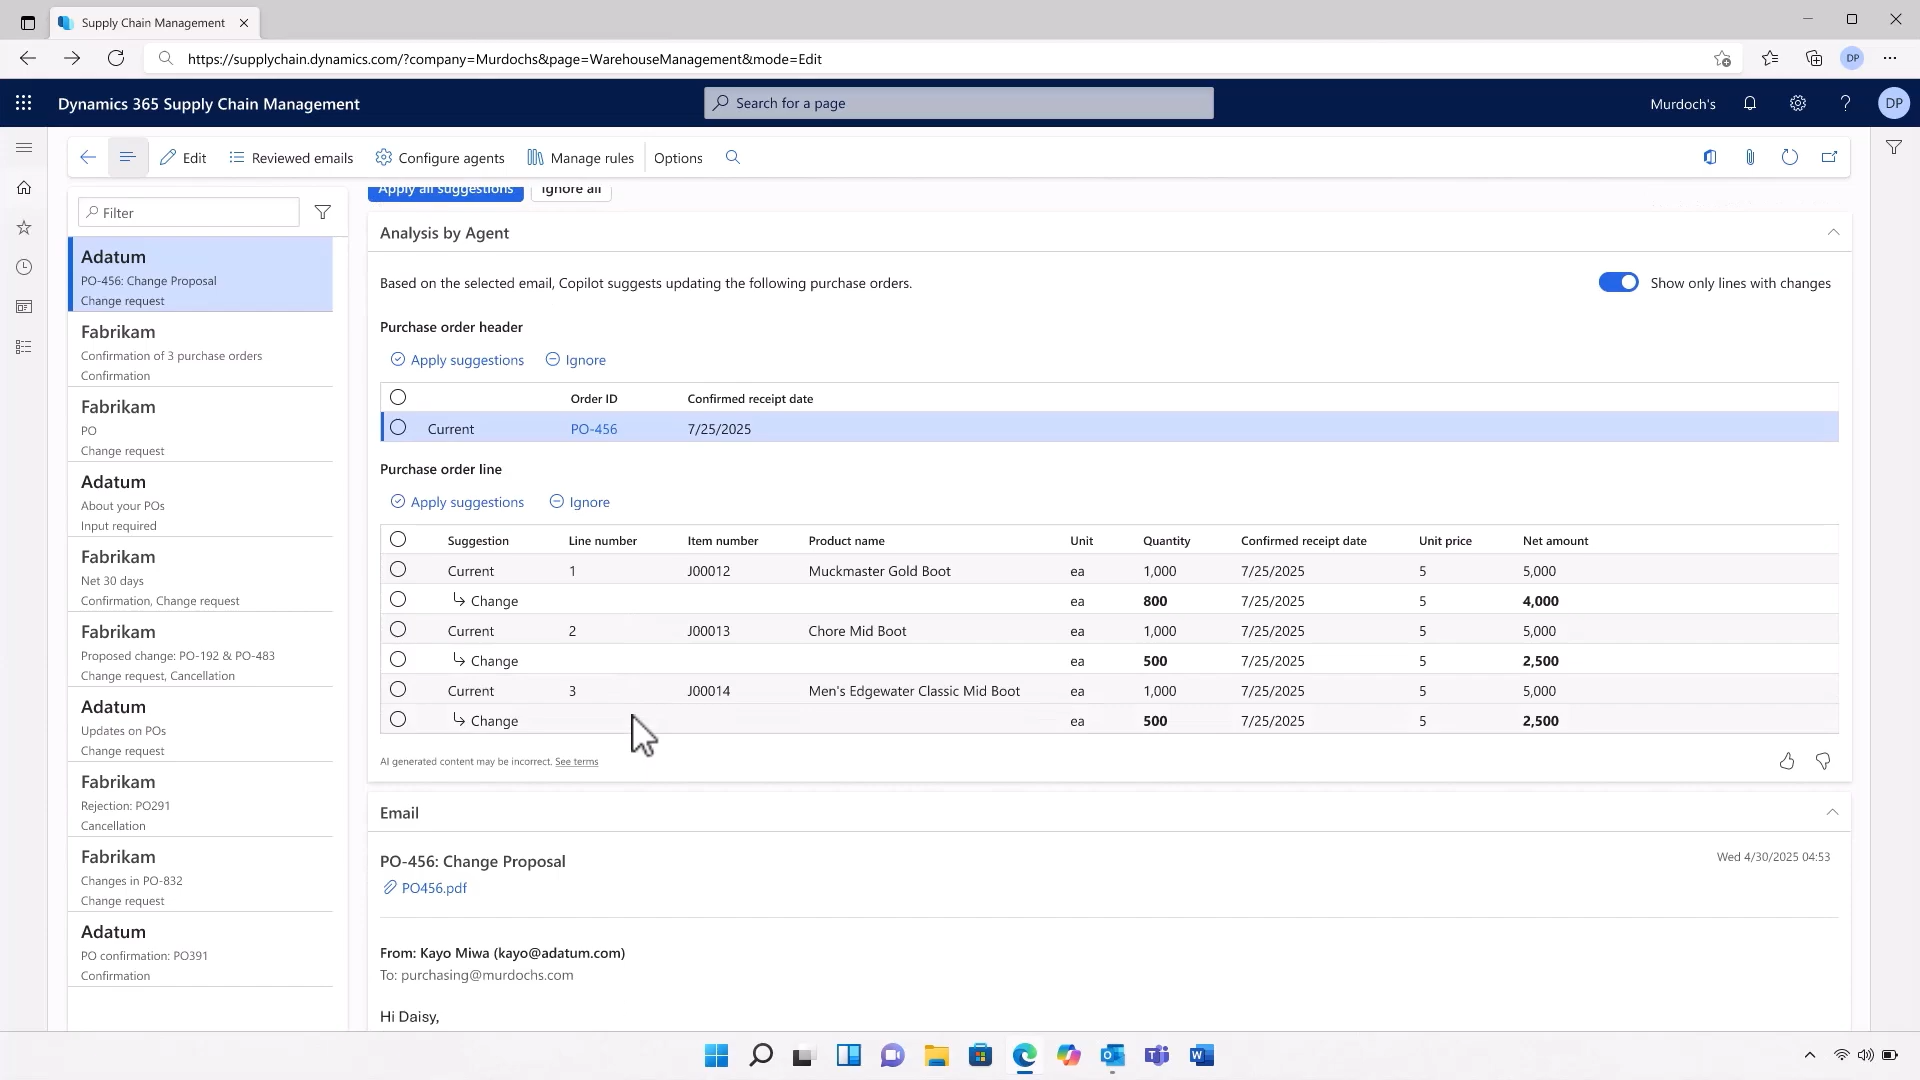 Supply Chain Management
https://supplychain.dynamics.com/?company=Murdochs&page=WarehouseManagement&mode=Edit
DP
Dynamics 365 Supply Chain Management
Search for a page
Murdoch's
?
DP
Edit
Reviewed emails
Configure agents
Manage rules
Options
Filter
Adatum
PO-456: Change Proposal
Change request
Fabrikam
Confirmation of 3 purchase orders
Confirmation
Fabrikam
PO
Change request
Adatum
About your POs
Input required
Fabrikam
Net 30 days
Confirmation, Change request
Fabrikam
Proposed change: PO-192 & PO-483
Change request, Cancellation
Adatum
Updates on POs
Change request
Fabrikam
Rejection: PO291
Cancellation
Fabrikam
Changes in PO-832
Change request
Adatum
PO confirmation: PO391
Confirmation
Apply all suggestions
Ignore all
Analysis by Agent
Based on the selected email, Copilot suggests updating the following purchase orders.
Show only lines with changes
Purchase order header
Apply suggestions Ignore
Order ID Confirmed receipt date
Current PO-456 7/25/2025
Purchase order line
Apply suggestions Ignore
Suggestion Line number Item number Product name Unit Quantity Confirmed receipt date Unit price Net amount
Current 1 J00012 Muckmaster Gold Boot ea 1,000 7/25/2025 5 5,000
Change ea 800 7/25/2025 5 4,000
Current 2 J00013 Chore Mid Boot ea 1,000 7/25/2025 5 5,000
Change ea 500 7/25/2025 5 2,500
Current 3 J00014 Men's Edgewater Classic Mid Boot ea 1,000 7/25/2025 5 5,000
Change ea 500 7/25/2025 5 2,500
AI generated content may be incorrect. See terms
Email
PO-456: Change Proposal
Wed 4/30/2025 04:53
PO456.pdf
From: Kayo Miwa (kayo@adatum.com)
To: purchasing@murdochs.com
Hi Daisy,